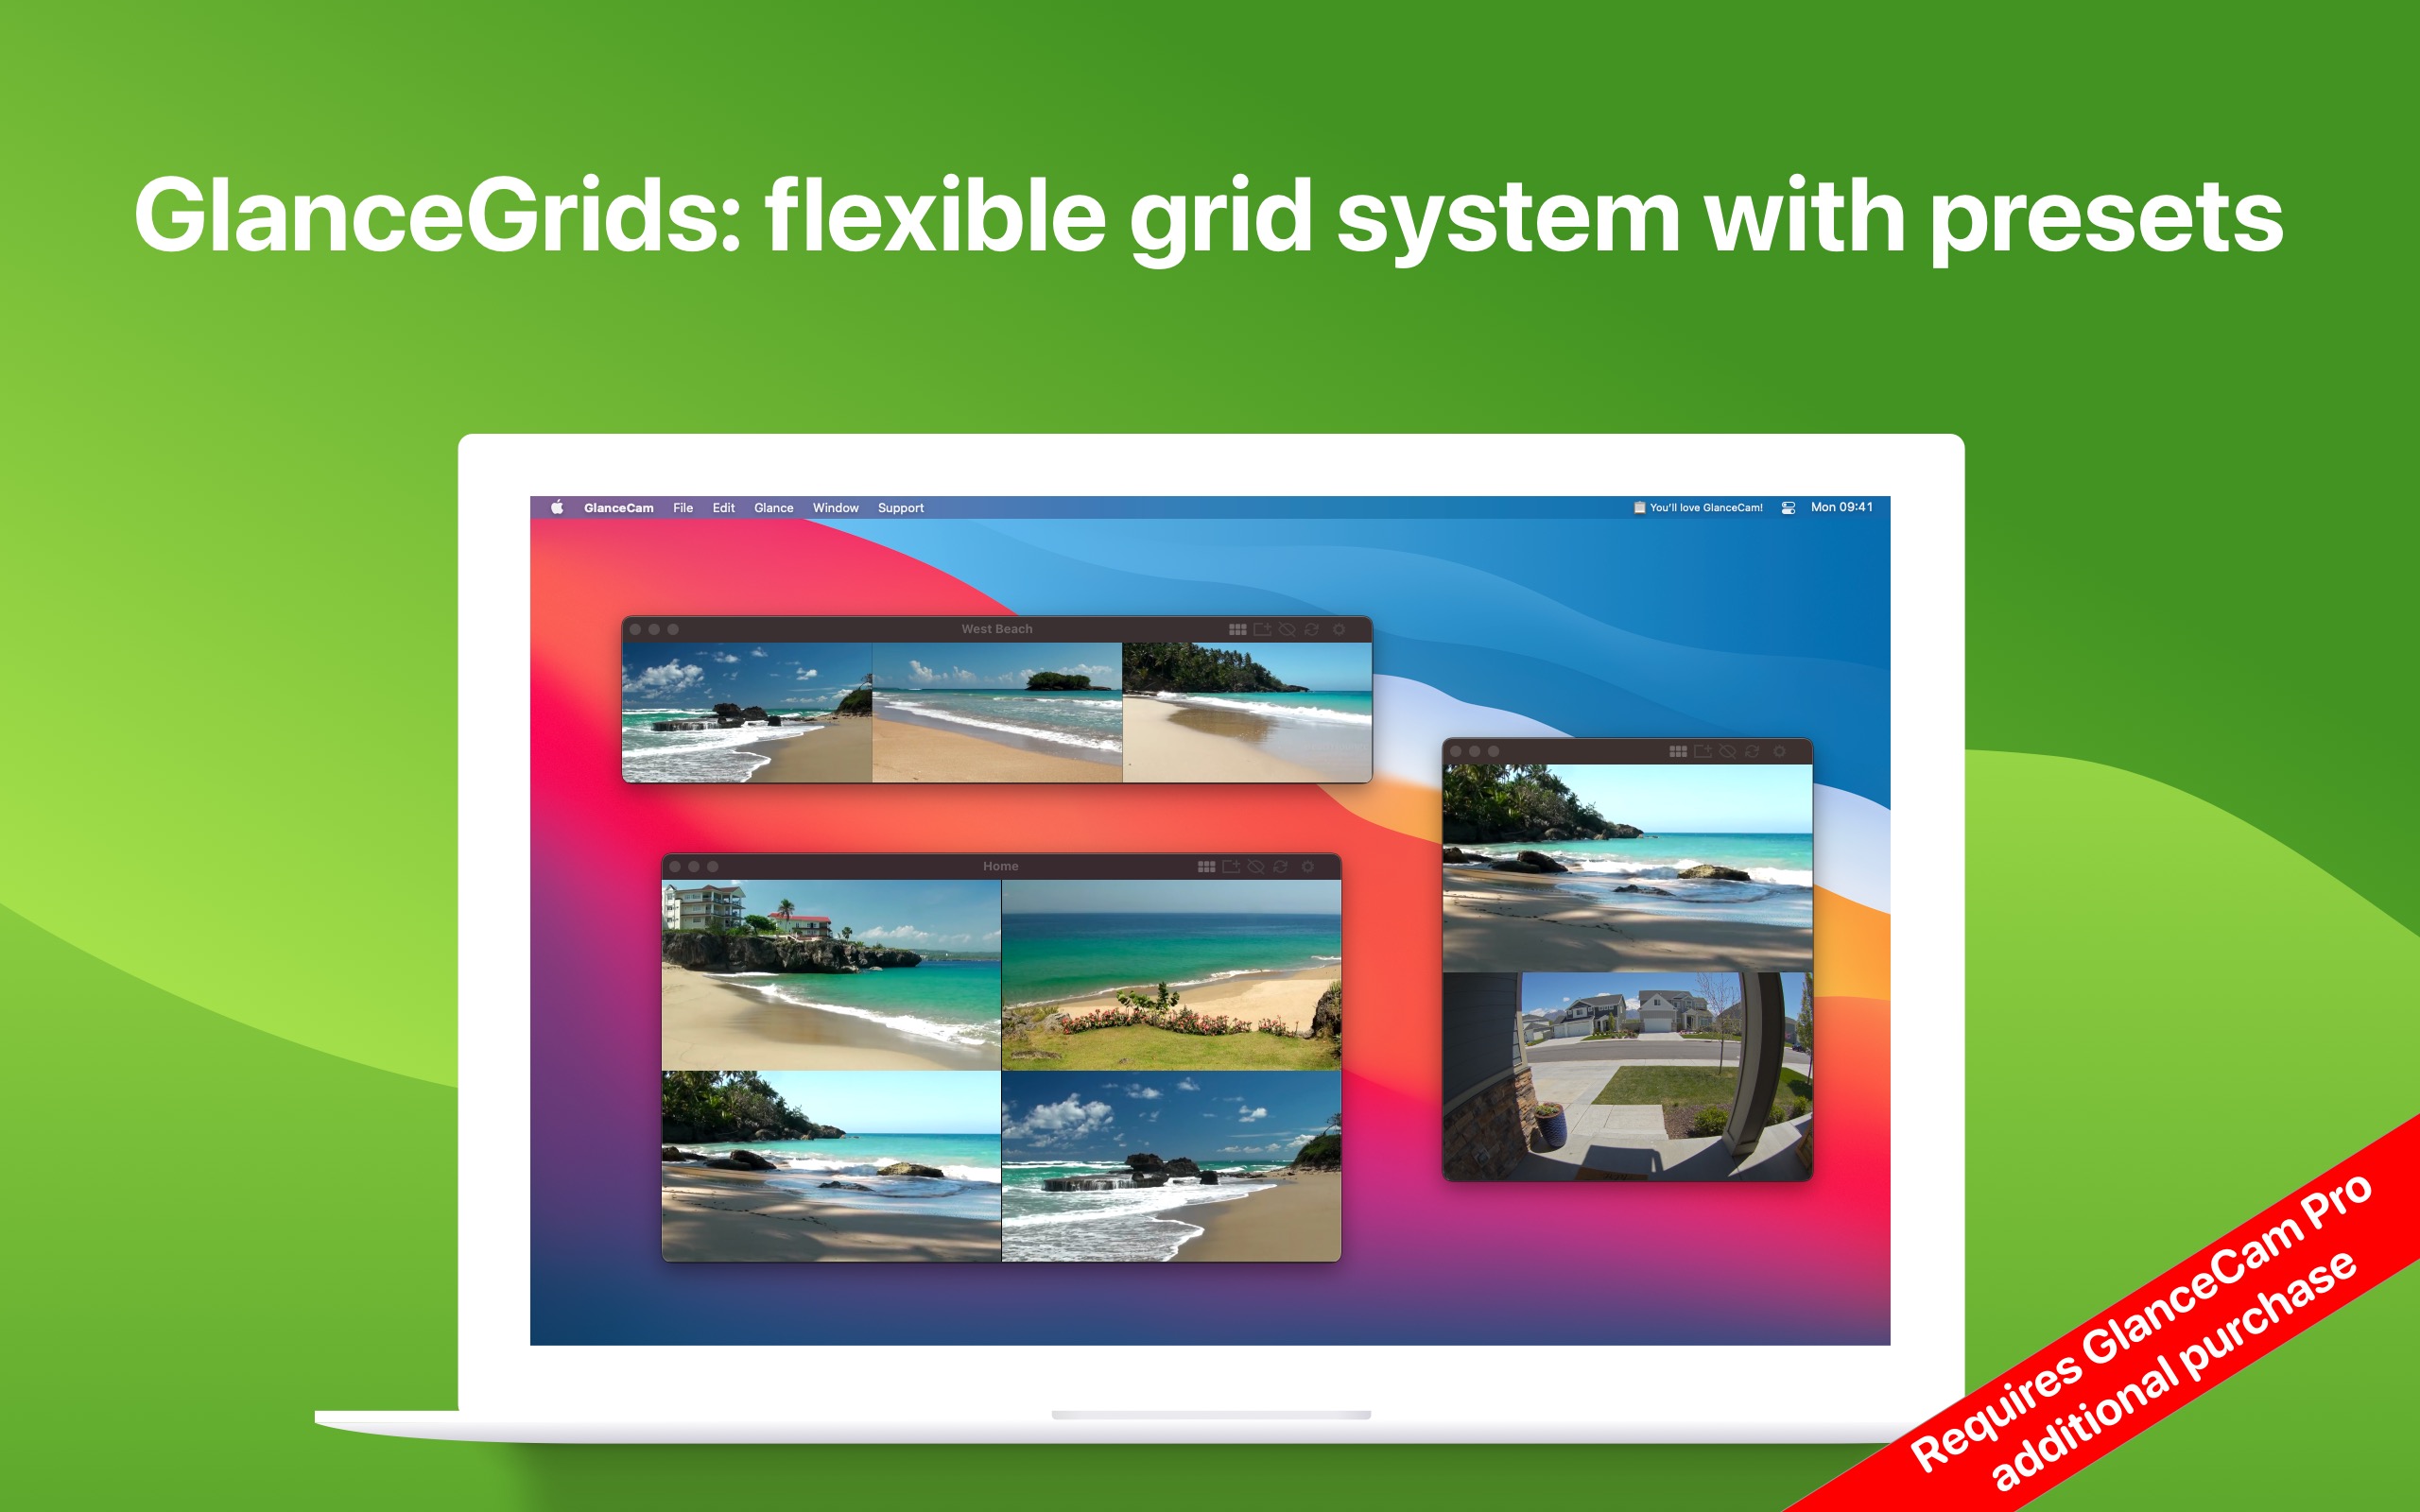 GlanceGrids: flexible grid system with presets
GlanceCam File Edit Glance Window Support You'll love GlanceCam! Mon 09:41
West Beach
Home
Requires GlanceCam Pro
additional purchase